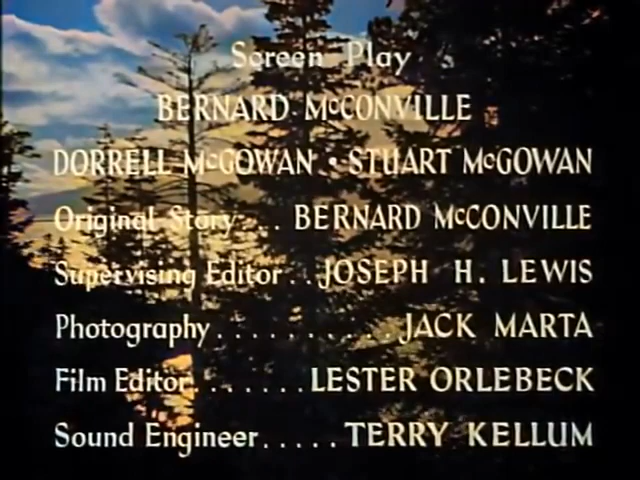 Screen Play
BERNARD McCONVILLE
DORRELL McGOWAN • STUART McGOWAN
Original Story . . BERNARD McCONVILLE
Supervising Editor . . JOSEPH H. LEWIS
Photography . . . . . . . . . . JACK MARTA
Film Editor . . . . . . . LESTER ORLEBECK
Sound Engineer . . . . . TERRY KELLUM